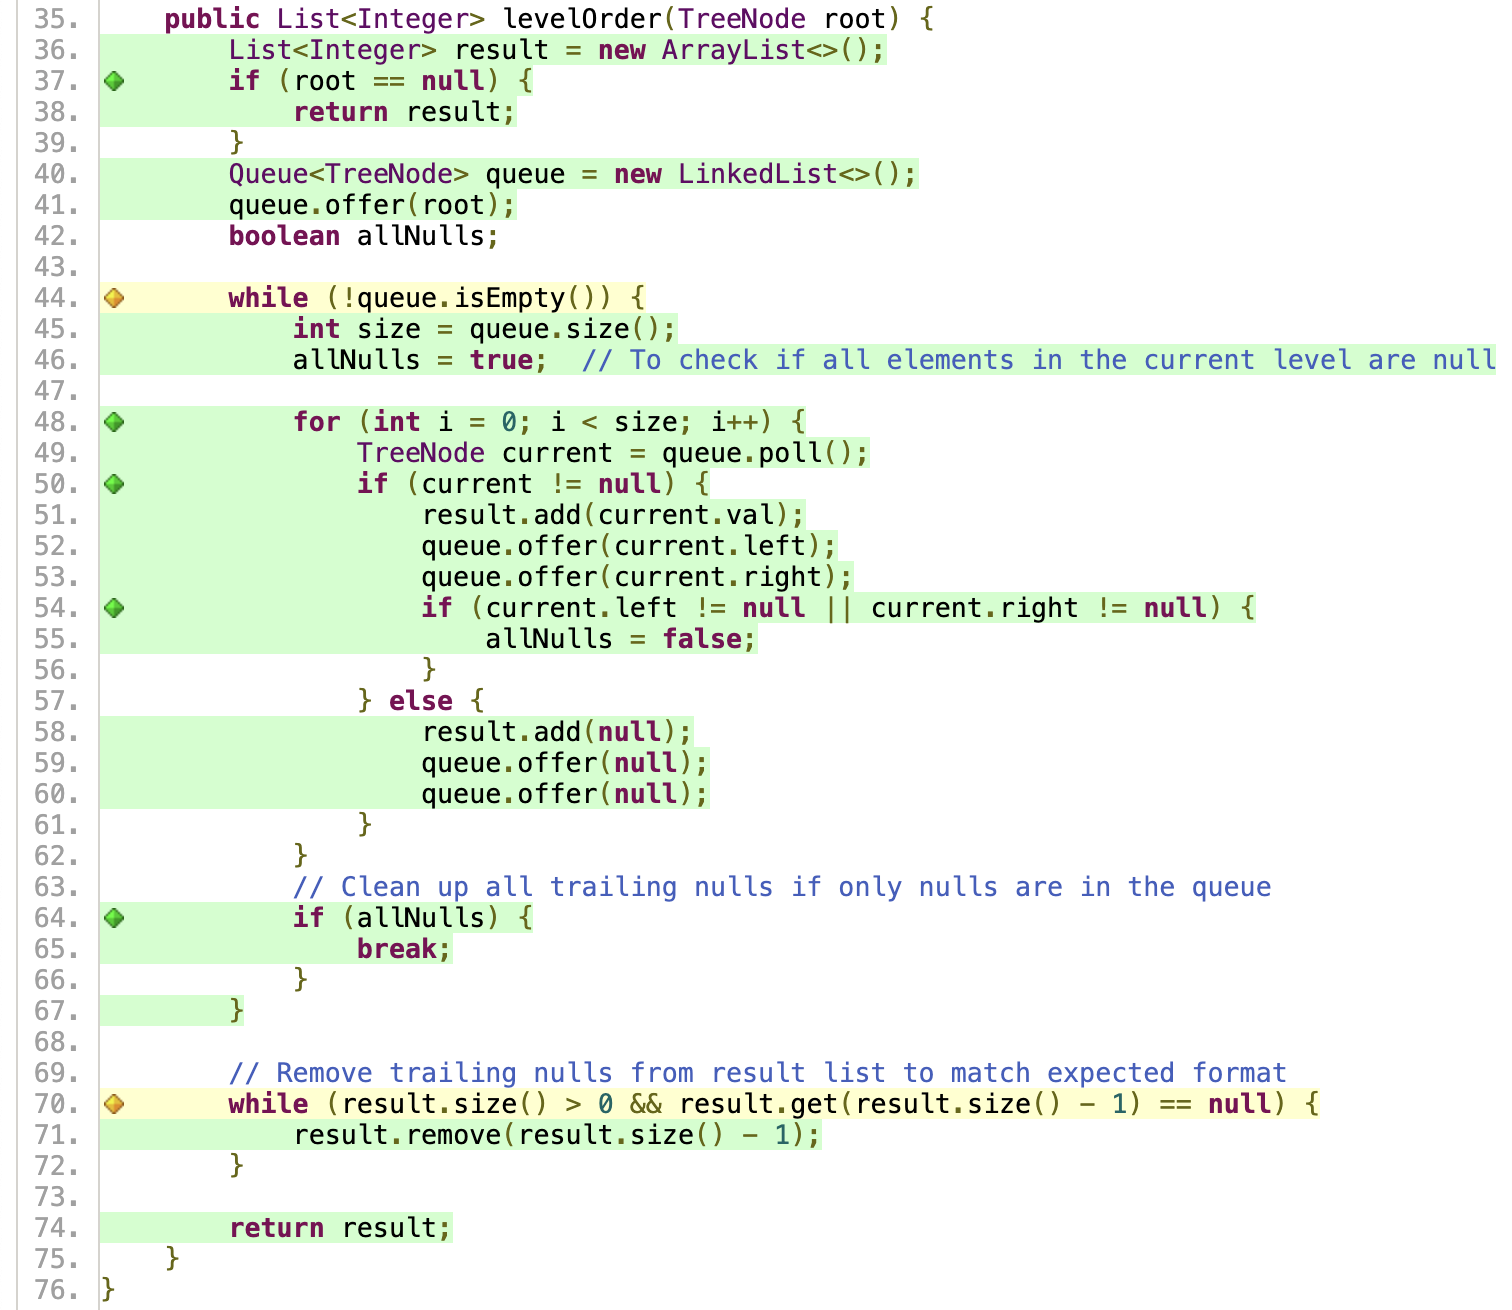 35.     public List<Integer> levelOrder(TreeNode root) {
36.         List<Integer> result = new ArrayList<>();
37.         if (root == null) {
38.             return result;
39.         }
40.         Queue<TreeNode> queue = new LinkedList<>();
41.         queue.offer(root);
42.         boolean allNulls;
43.
44.         while (!queue.isEmpty()) {
45.             int size = queue.size();
46.             allNulls = true;  // To check if all elements in the current level are null
47.
48.             for (int i = 0; i < size; i++) {
49.                 TreeNode current = queue.poll();
50.                 if (current != null) {
51.                     result.add(current.val);
52.                     queue.offer(current.left);
53.                     queue.offer(current.right);
54.                     if (current.left != null || current.right != null) {
55.                         allNulls = false;
56.                     }
57.                 } else {
58.                     result.add(null);
59.                     queue.offer(null);
60.                     queue.offer(null);
61.                 }
62.             }
63.             // Clean up all trailing nulls if only nulls are in the queue
64.             if (allNulls) {
65.                 break;
66.             }
67.         }
68.
69.         // Remove trailing nulls from result list to match expected format
70.         while (result.size() > 0 && result.get(result.size() - 1) == null) {
71.             result.remove(result.size() - 1);
72.         }
73.
74.         return result;
75.     }
76. }